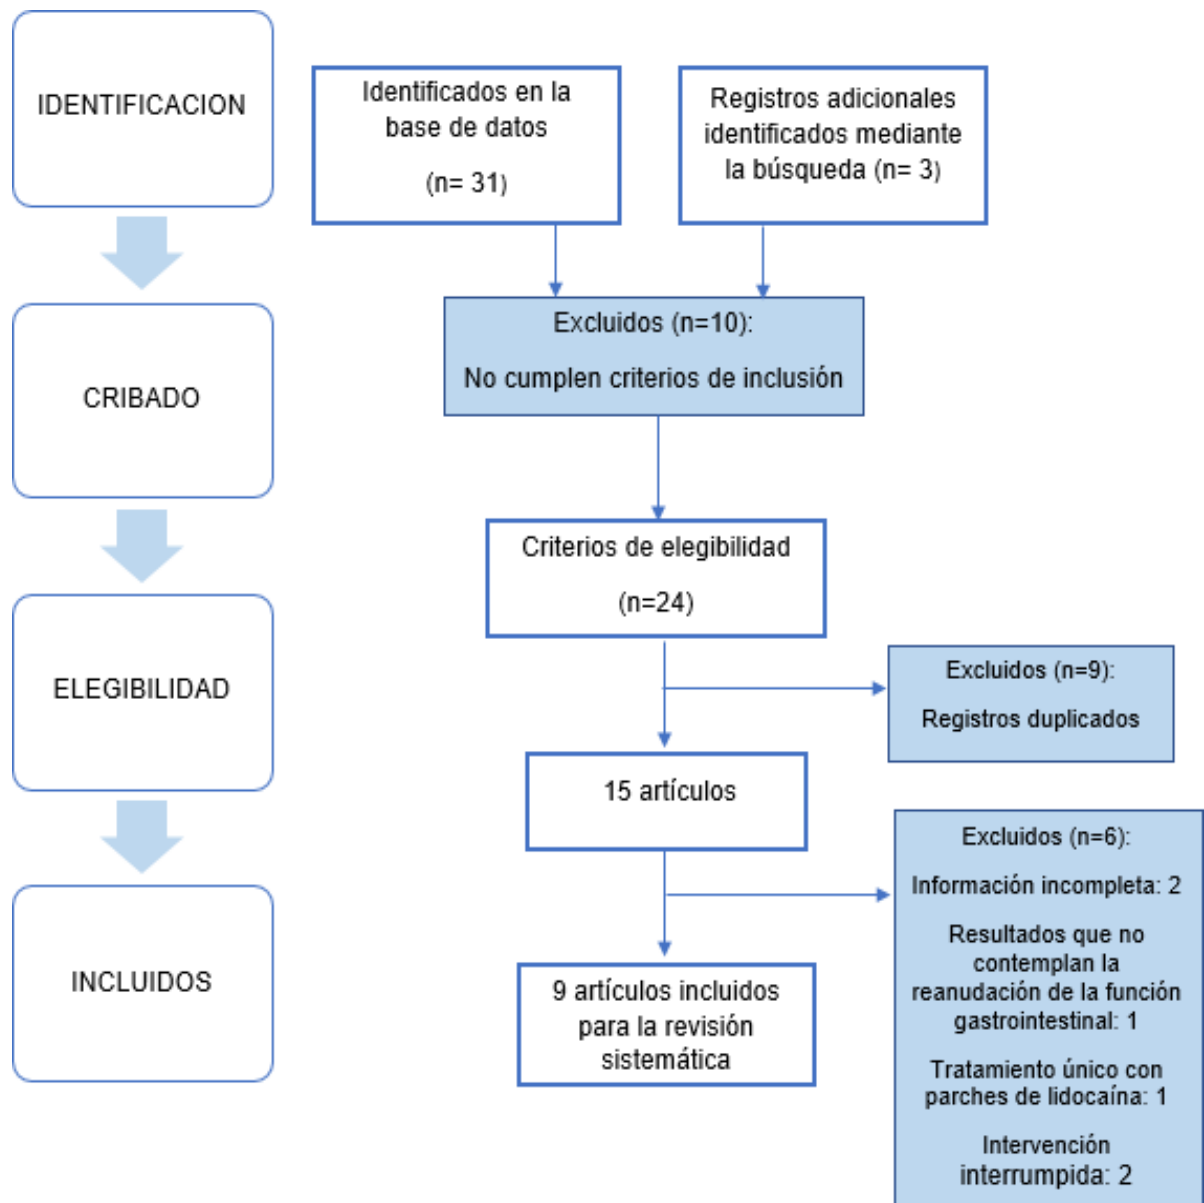 IDENTIFICACION
Identificados en la
base de datos
(n= 31)
Registros adicionales
identificados mediante
la búsqueda (n= 3)
CRIBADO
Excluidos (n=10):
No cumplen criterios de inclusión
Criterios de elegibilidad
(n=24)
ELEGIBILIDAD
Excluidos (n=9):
Registros duplicados
15 artículos
Excluidos (n=6):
Información incompleta: 2
Resultados que no
contemplan la
reanudación de la función
gastrointestinal: 1
Tratamiento único con
parches de lidocaína: 1
Intervención
interrumpida: 2
INCLUIDOS
9 artículos incluidos
para la revisión
sistemática